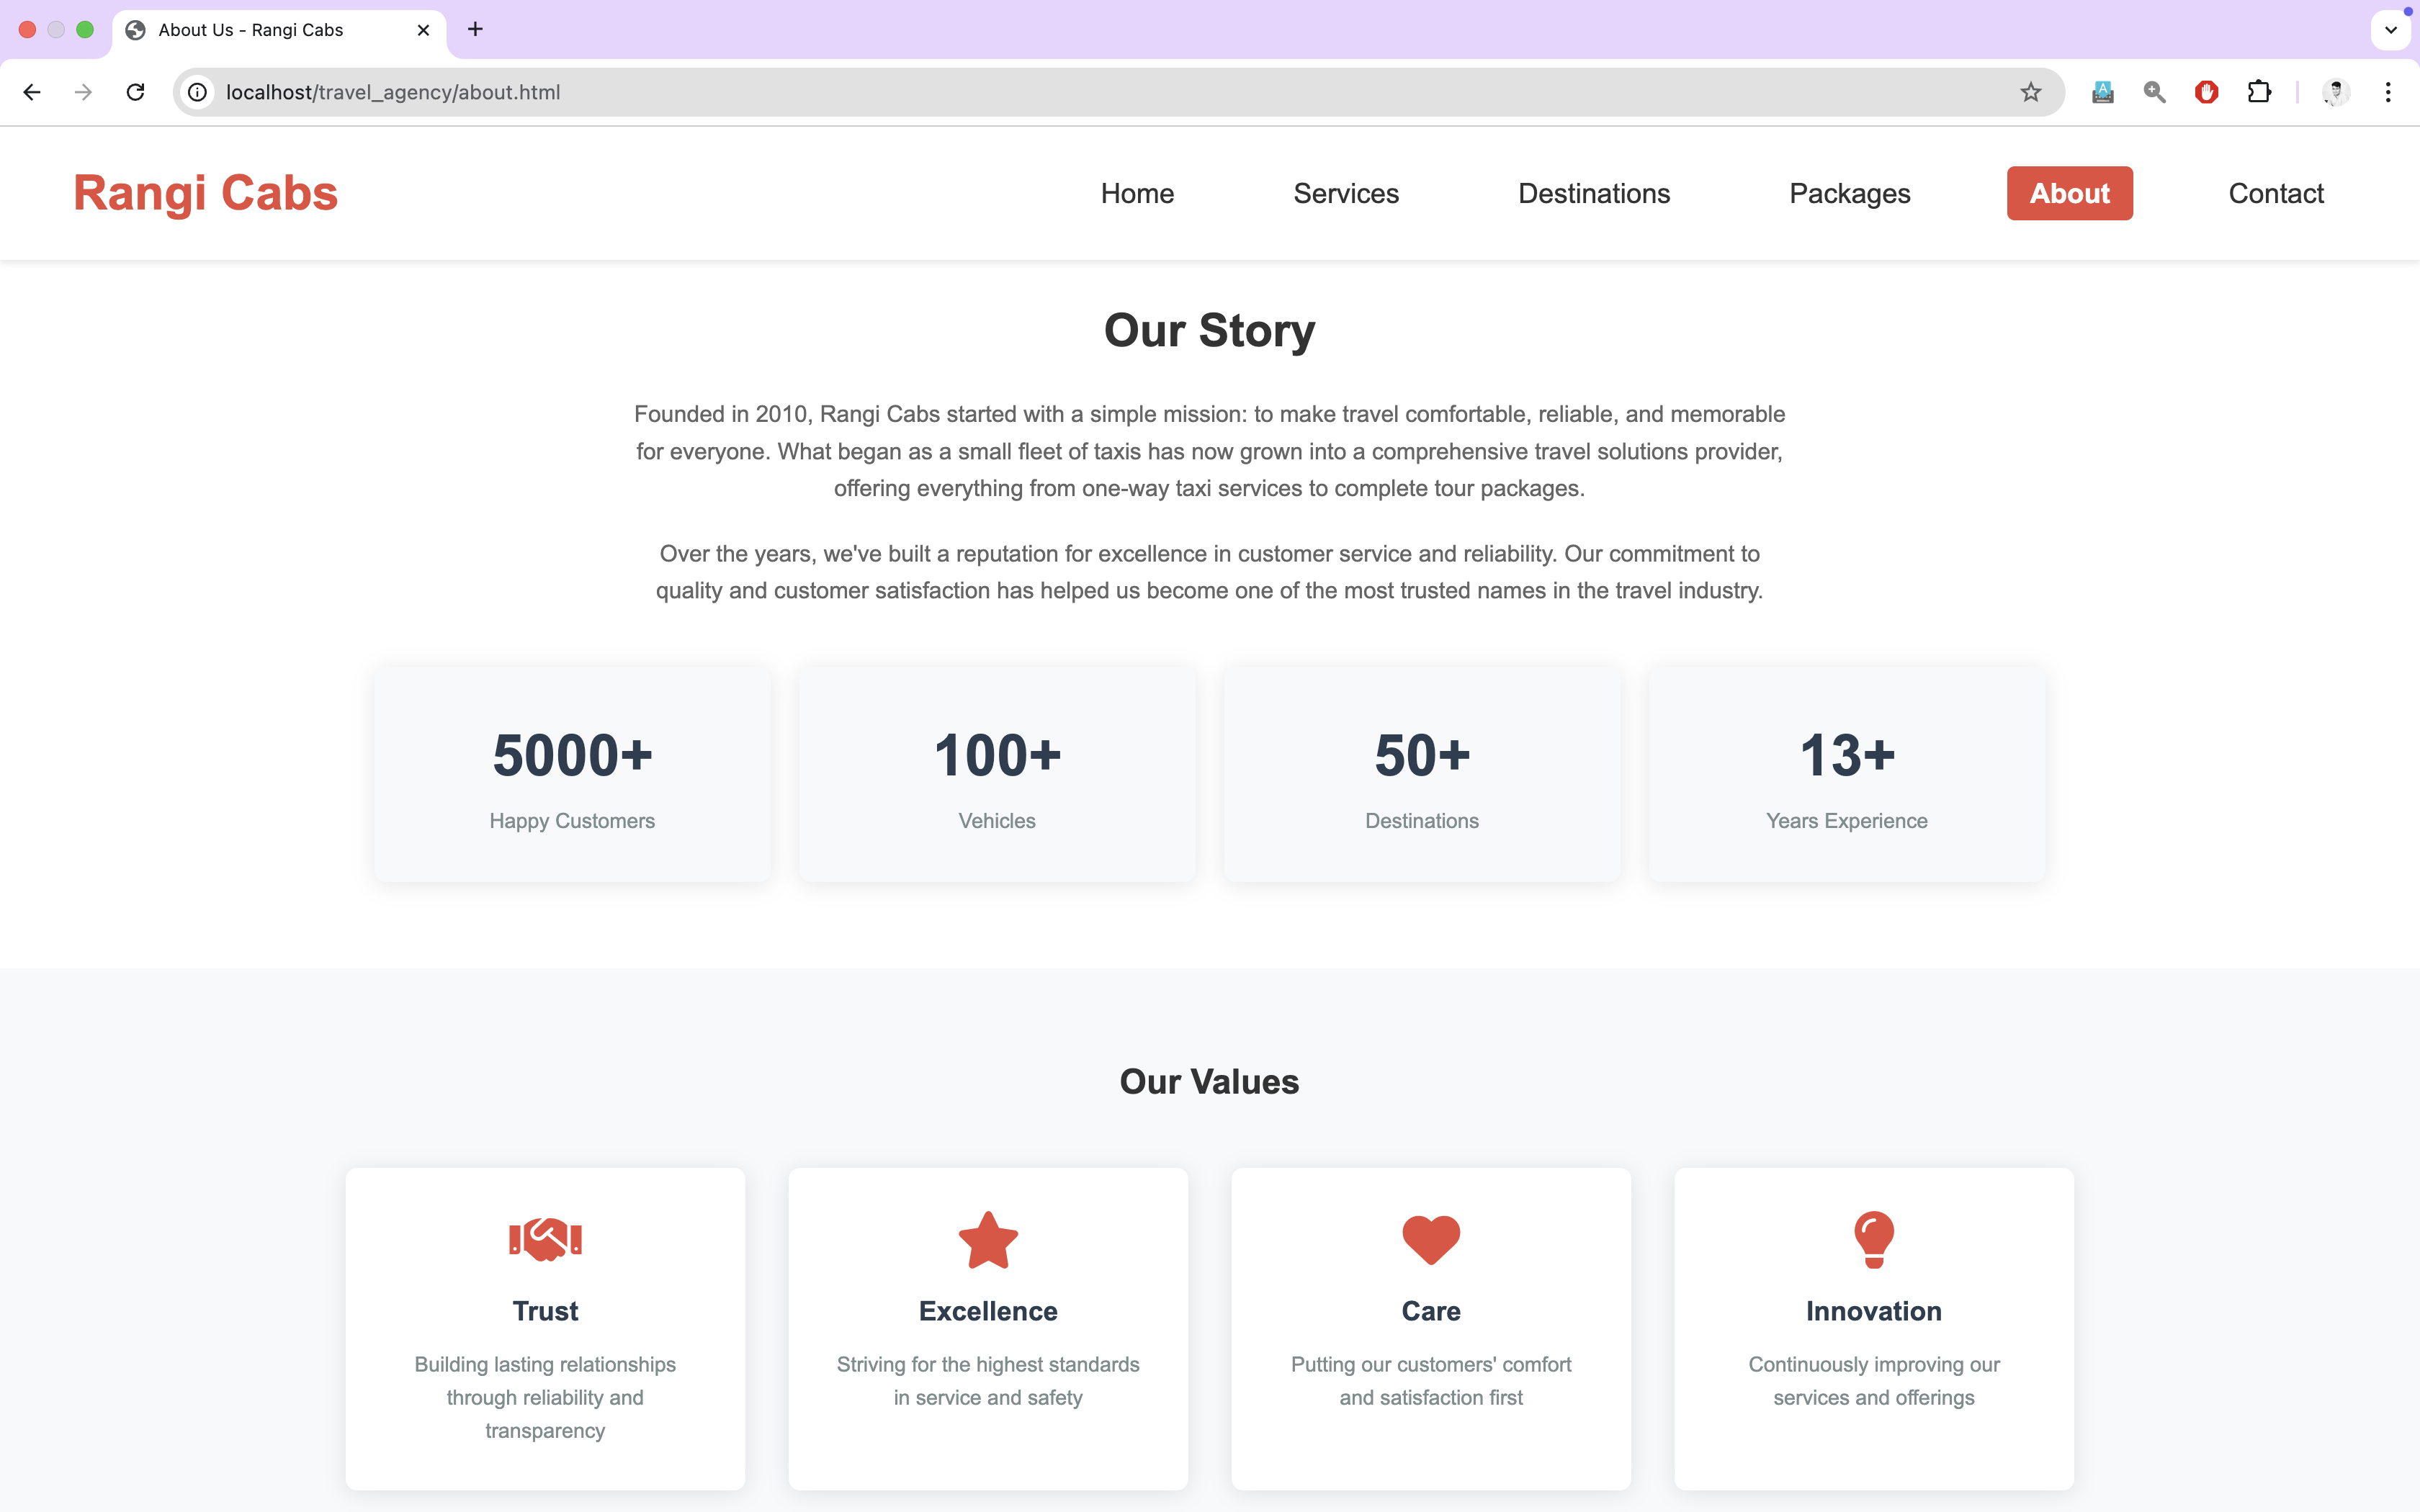 About Us - Rangi Cabs
localhost/travel_agency/about.html
Rangi Cabs
Home Services Destinations Packages About Contact
Our Story
Founded in 2010, Rangi Cabs started with a simple mission: to make travel comfortable, reliable, and memorable
for everyone. What began as a small fleet of taxis has now grown into a comprehensive travel solutions provider,
offering everything from one-way taxi services to complete tour packages.
Over the years, we've built a reputation for excellence in customer service and reliability. Our commitment to
quality and customer satisfaction has helped us become one of the most trusted names in the travel industry.
5000+
Happy Customers
100+
Vehicles
50+
Destinations
13+
Years Experience
Our Values
Trust
Building lasting relationships
through reliability and
transparency
Excellence
Striving for the highest standards
in service and safety
Care
Putting our customers' comfort
and satisfaction first
Innovation
Continuously improving our
services and offerings